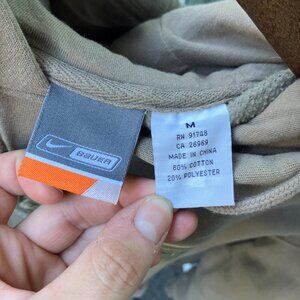 BAUER
M
RN 91748
CA 26969
MADE IN CHINA
80% COTTON
20% POLYESTER